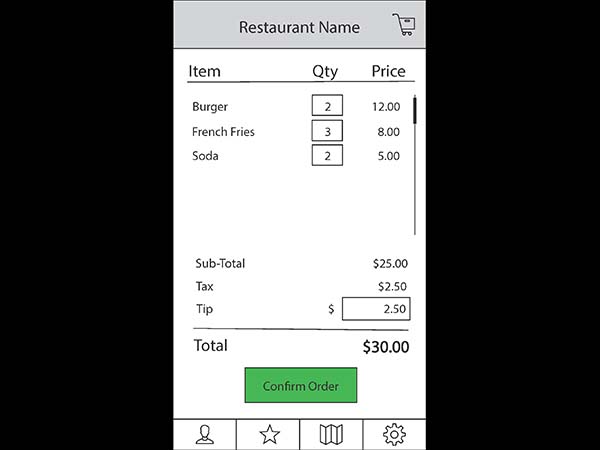 Restaurant Name
Item Qty Price
Burger 2 12.00
French Fries 3 8.00
Soda 2 5.00
Sub-Total $25.00
Tax $2.50
Tip $ 2.50
Total $30.00
Confirm Order